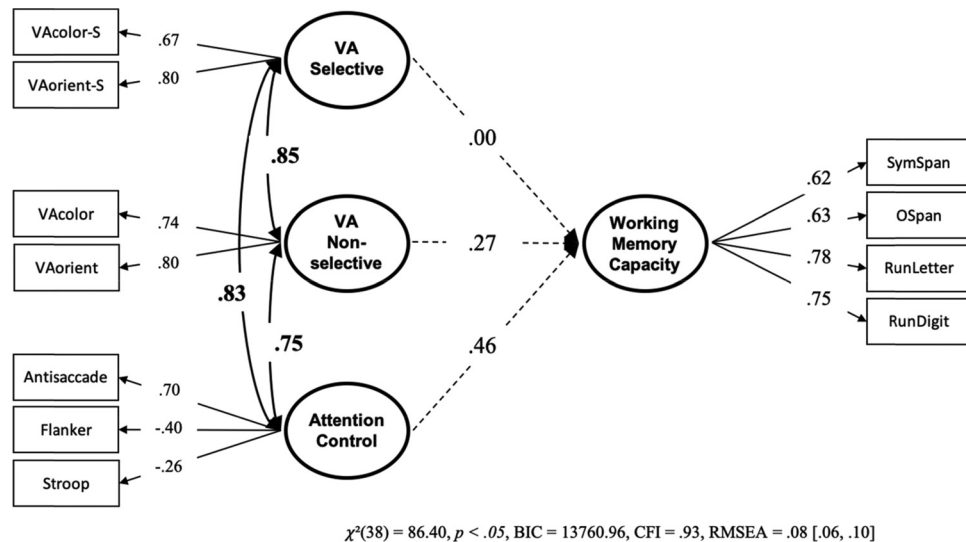 VAcolor-S
.67
VAorient-S
.80
VA
Selective
.00
.85
VAcolor
.74
VAorient
.80
VA
Non-
selective
.27
.83
.75
Working
Memory
Capacity
.62
SymSpan
.63
OSpan
.78
RunLetter
.75
RunDigit
.46
Antisaccade
.70
Flanker
-.40
Stroop
-.26
Attention
Control
χ²(38) = 86.40, p < .05, BIC = 13760.96, CFI = .93, RMSEA = .08 [.06, .10]